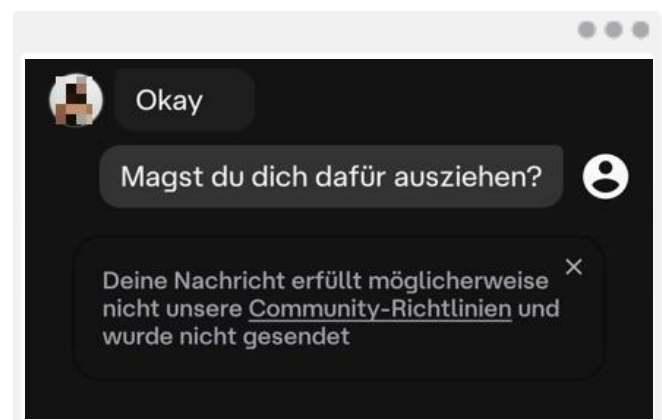 Okay
Magst du dich dafür ausziehen?
Deine Nachricht erfüllt möglicherweise
nicht unsere Community-Richtlinien und
wurde nicht gesendet